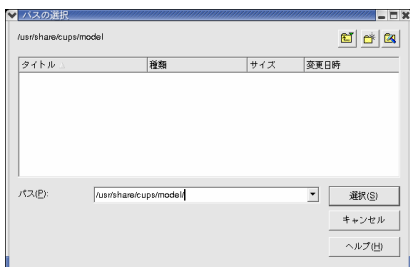 パスの選択
/usr/share/cups/model
タイトル 種類 サイズ 変更日時
パス(P): /usr/share/cups/model/ 選択(S)
キャンセル
ヘルプ(H)